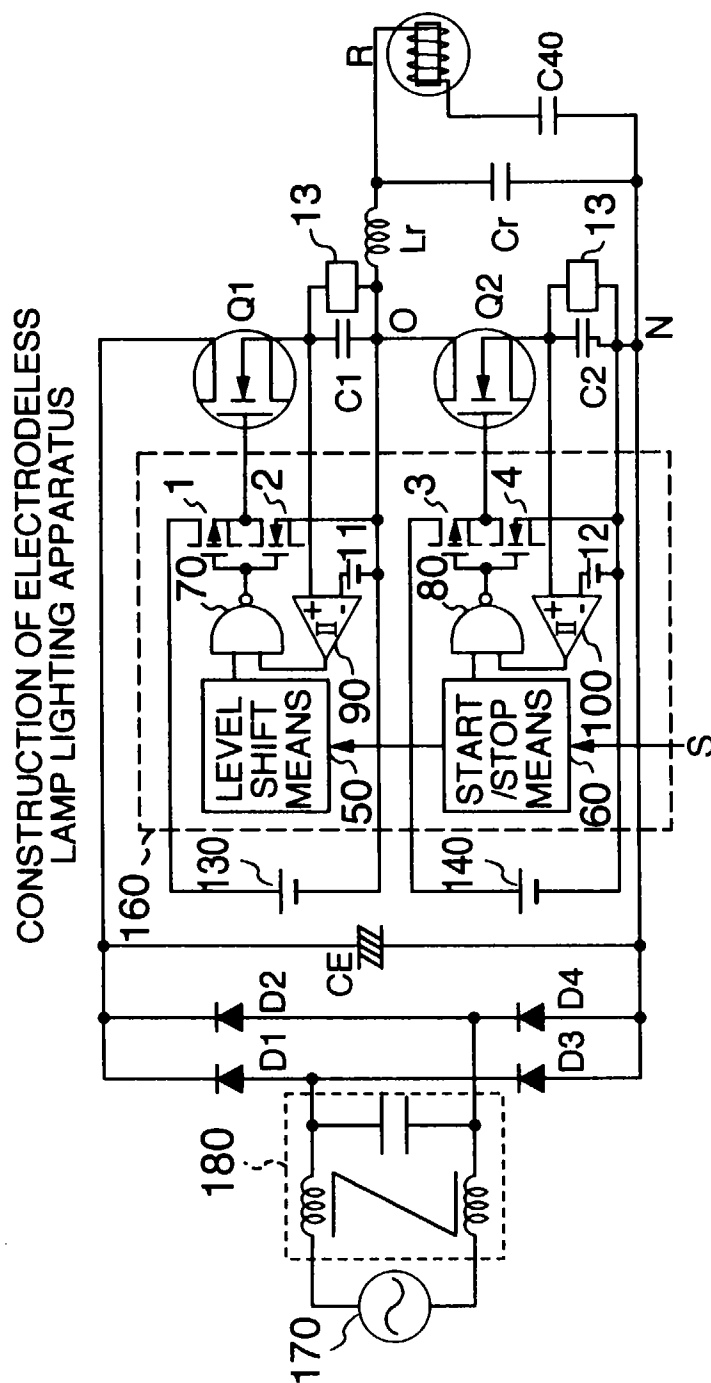 CONSTRUCTION OF ELECTRODELESS
LAMP LIGHTING APPARATUS
160
130
LEVEL
SHIFT
MEANS
50
70
90
1
2
11
Q1
C1
13
O
Lr
R
C40
Cr
140
START
/STOP
MEANS
60
80
100
3
4
12
Q2
C2
13
N
S
CE
D1
D2
D3
D4
180
170
+
-
+
-